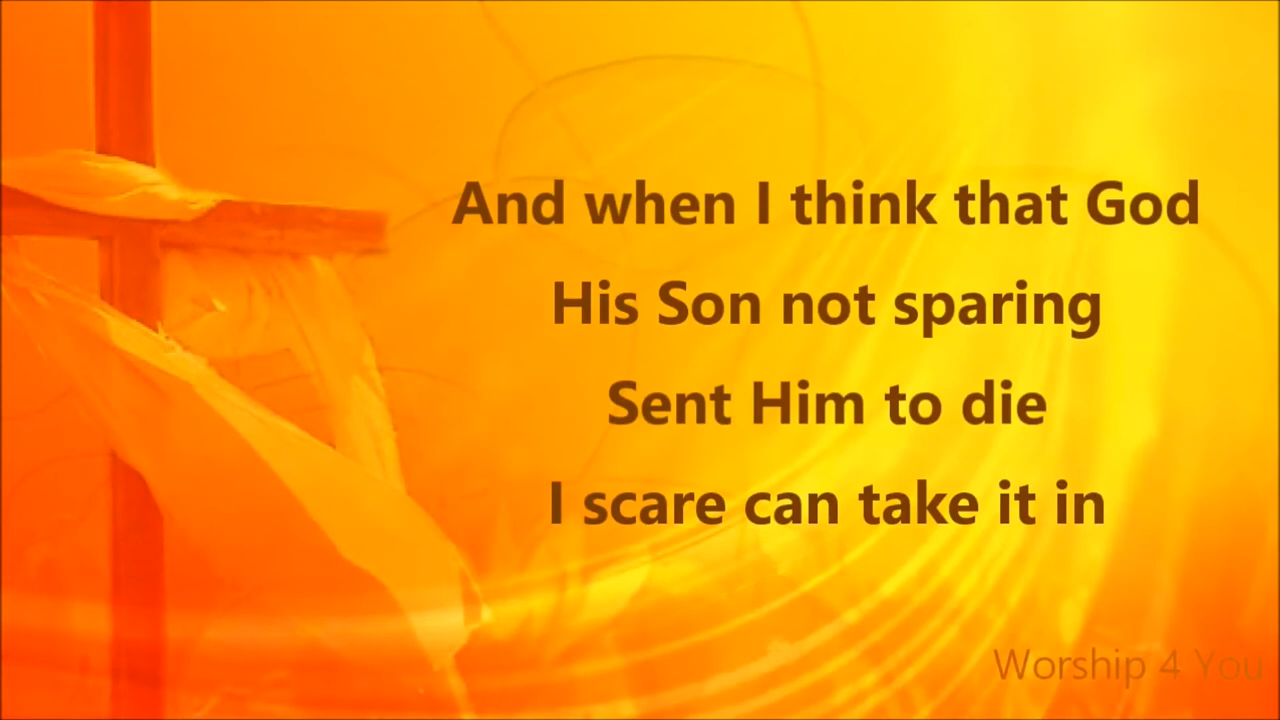 And when I think that God
His Son not sparing
Sent Him to die
I scare can take it in
Worship 4 You